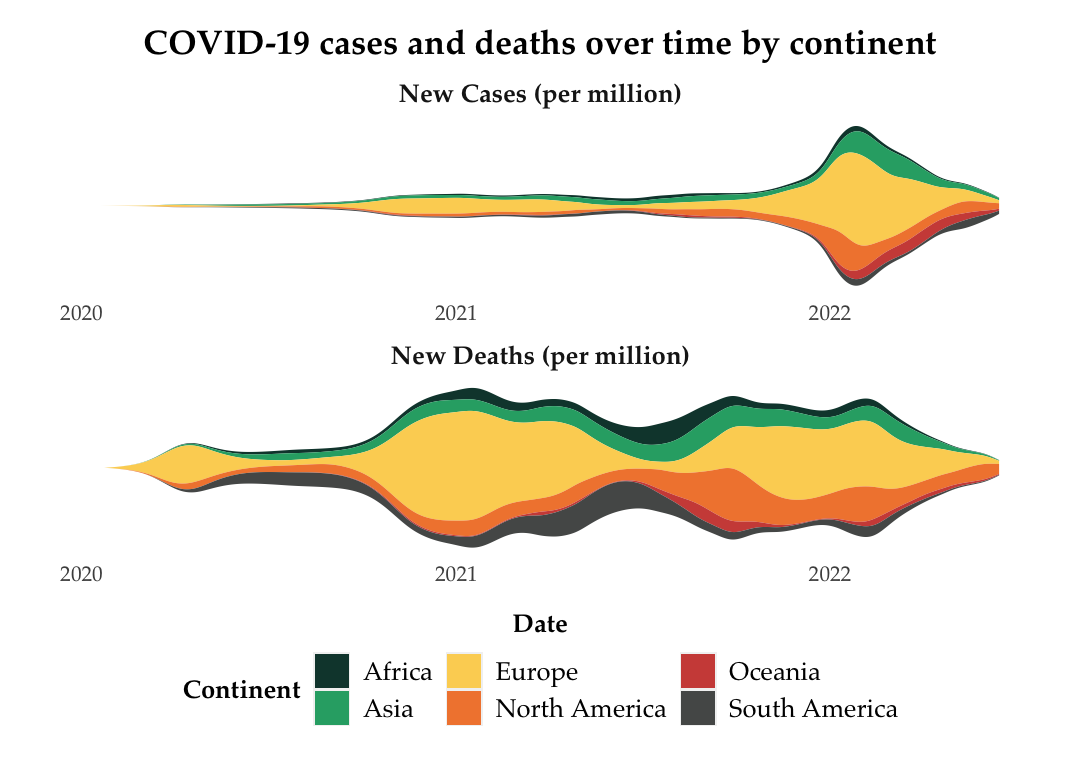 COVID-19 cases and deaths over time by continent
New Cases (per million)
2020 2021 2022
New Deaths (per million)
2020 2021 2022
Date
Continent
Africa Europe Oceania
Asia North America South America